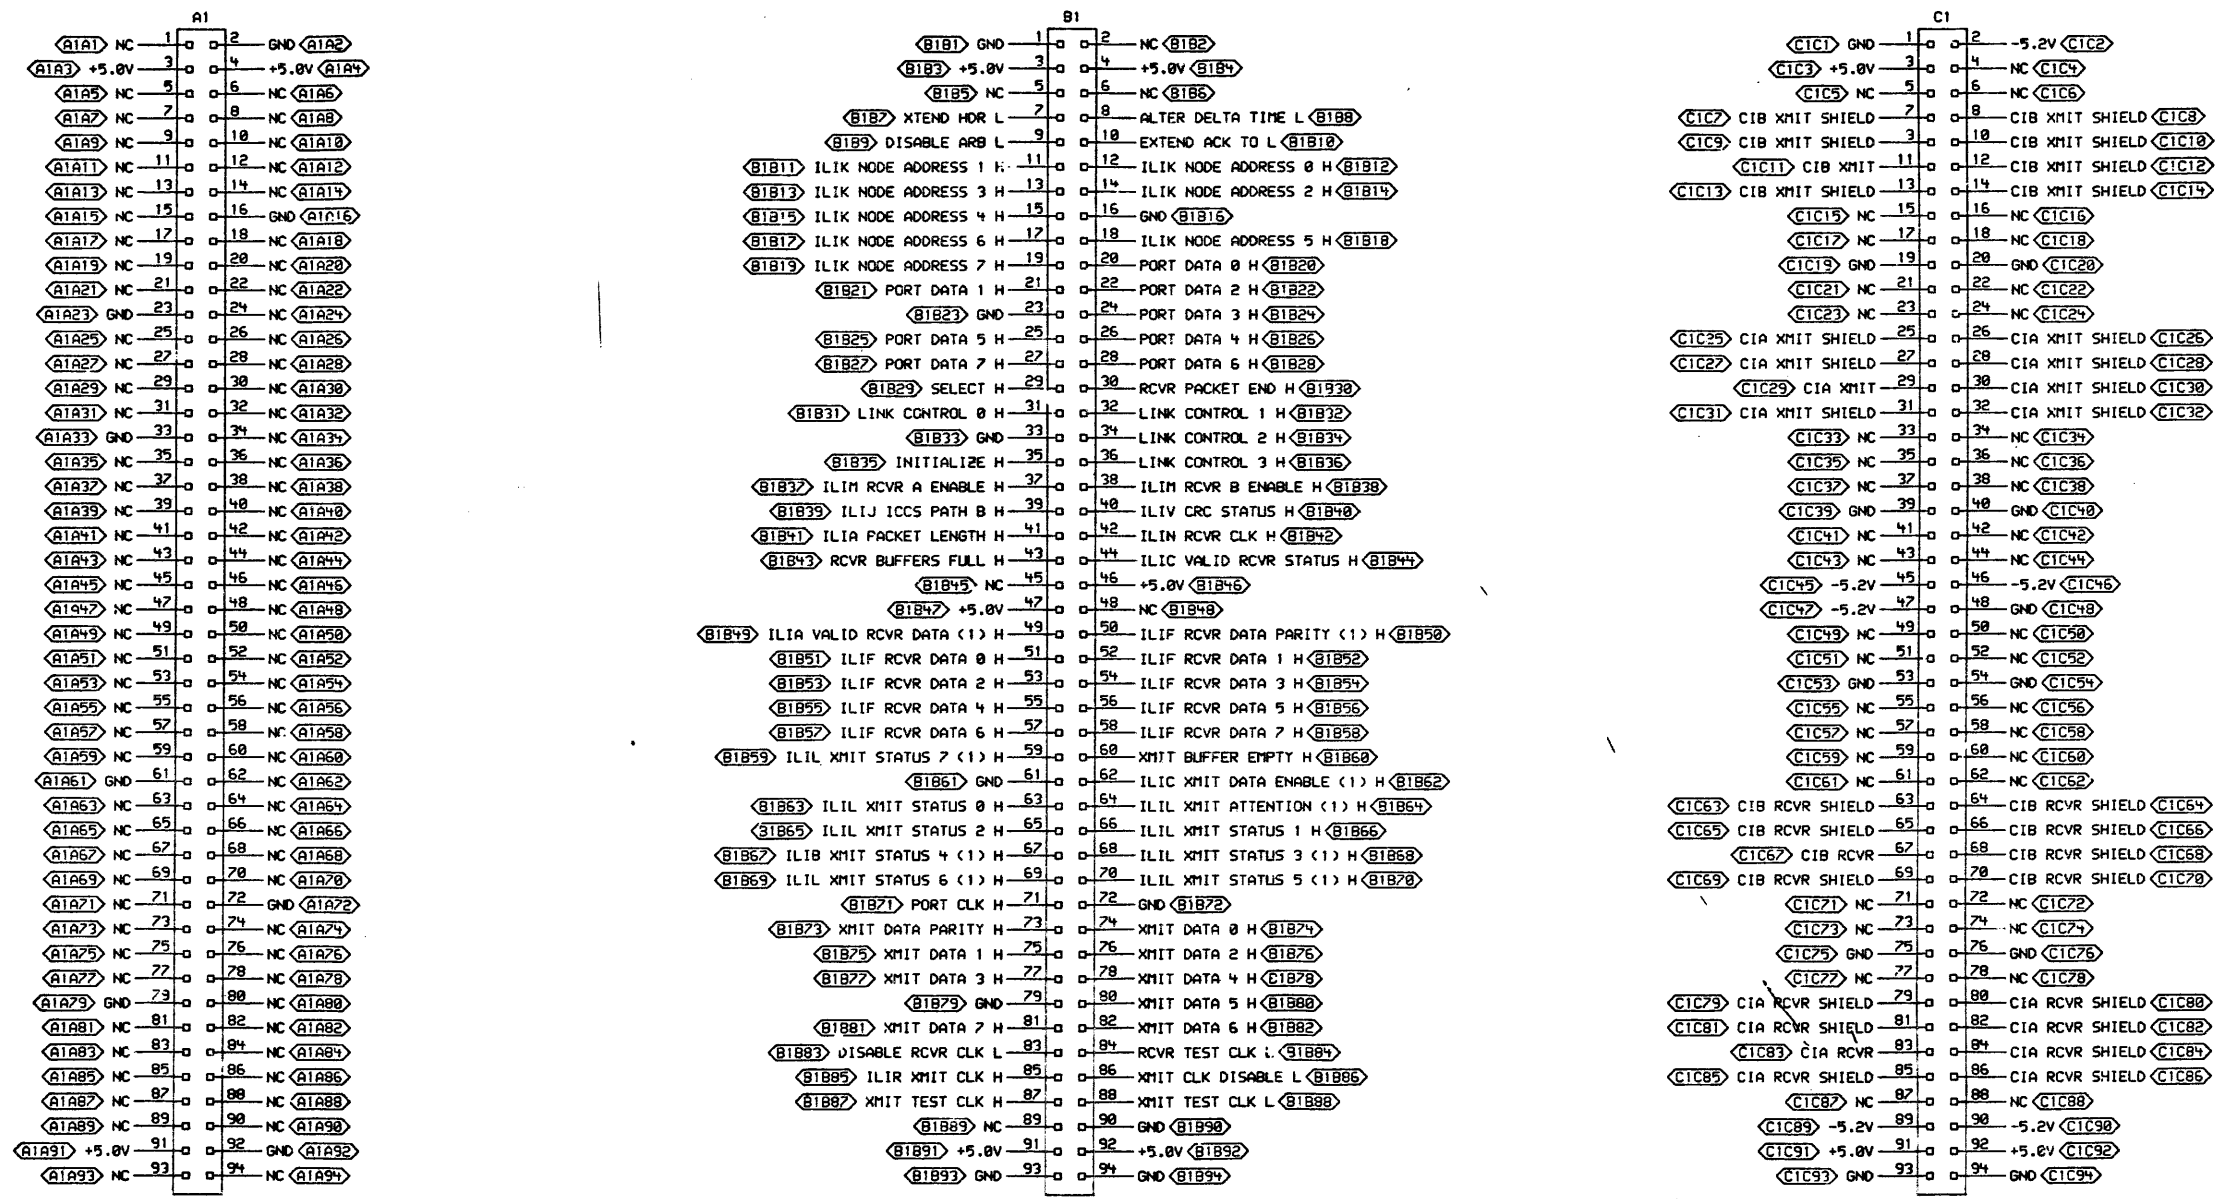 A1 B1 C1
A1A1 NC 1 2 GND A1A2 B1B1 GND 1 2 NC B1B2 C1C1 GND 1 2 -5.2V C1C2
A1A3 +5.0V 3 4 +5.0V A1A4 B1B3 +5.0V 3 4 +5.0V B1B4 C1C3 +5.0V 3 4 NC C1C4
A1A5 NC 5 6 NC A1A6 B1B5 NC 5 6 NC B1B6 C1C5 NC 5 6 NC C1C6
A1A7 NC 7 8 NC A1A8 B1B7 XTEND HDR L 7 8 ALTER DELTA TIME L B1B8 C1C7 CIB XMIT SHIELD 7 8 CIB XMIT SHIELD C1C8
A1A9 NC 9 10 NC A1A10 B1B9 DISABLE ARB L 9 10 EXTEND ACK TO L B1B10 C1C9 CIB XMIT SHIELD 3 10 CIB XMIT SHIELD C1C10
A1A11 NC 11 12 NC A1A12 B1B11 ILIK NODE ADDRESS 1 H 11 12 ILIK NODE ADDRESS 0 H B1B12 C1C11 CIB XMIT 11 12 CIB XMIT SHIELD C1C12
A1A13 NC 13 14 NC A1A14 B1B13 ILIK NODE ADDRESS 3 H 13 14 ILIK NODE ADDRESS 2 H B1B14 C1C13 CIB XMIT SHIELD 13 14 CIB XMIT SHIELD C1C14
A1A15 NC 15 16 GND A1A16 B1B15 ILIK NODE ADDRESS 4 H 15 16 GND B1B16 C1C15 NC 15 16 NC C1C16
A1A17 NC 17 18 NC A1A18 B1B17 ILIK NODE ADDRESS 6 H 17 18 ILIK NODE ADDRESS 5 H B1B18 C1C17 NC 17 18 NC C1C18
A1A19 NC 19 20 NC A1A20 B1B19 ILIK NODE ADDRESS 7 H 19 20 PORT DATA 0 H B1B20 C1C19 GND 19 20 GND C1C20
A1A21 NC 21 22 NC A1A22 B1B21 PORT DATA 1 H 21 22 PORT DATA 2 H B1B22 C1C21 NC 21 22 NC C1C22
A1A23 GND 23 24 NC A1A24 B1B23 GND 23 24 PORT DATA 3 H B1B24 C1C23 NC 23 24 NC C1C24
A1A25 NC 25 26 NC A1A26 B1B25 PORT DATA 5 H 25 26 PORT DATA 4 H B1B26 C1C25 CIA XMIT SHIELD 25 26 CIA XMIT SHIELD C1C26
A1A27 NC 27 28 NC A1A28 B1B27 PORT DATA 7 H 27 28 PORT DATA 6 H B1B28 C1C27 CIA XMIT SHIELD 27 28 CIA XMIT SHIELD C1C28
A1A29 NC 29 30 NC A1A30 B1B29 SELECT H 29 30 RCVR PACKET END H B1B30 C1C29 CIA XMIT 29 30 CIA XMIT SHIELD C1C30
A1A31 NC 31 32 NC A1A32 B1B31 LINK CONTROL 0 H 31 32 LINK CONTROL 1 H B1B32 C1C31 CIA XMIT SHIELD 31 32 CIA XMIT SHIELD C1C32
A1A33 GND 33 34 NC A1A34 B1B33 GND 33 34 LINK CONTROL 2 H B1B34 C1C33 NC 33 34 NC C1C34
A1A35 NC 35 36 NC A1A36 B1B35 INITIALIZE H 35 36 LINK CONTROL 3 H B1B36 C1C35 NC 35 36 NC C1C36
A1A37 NC 37 38 NC A1A38 B1B37 ILIM RCVR A ENABLE H 37 38 ILIM RCVR B ENABLE H B1B38 C1C37 NC 37 38 NC C1C38
A1A39 NC 39 40 NC A1A40 B1B39 ILIJ ICCS PATH B H 39 40 ILIV CRC STATUS H B1B40 C1C39 GND 39 40 GND C1C40
A1A41 NC 41 42 NC A1A42 B1B41 ILIA PACKET LENGTH H 41 42 ILIN RCVR CLK H B1B42 C1C41 NC 41 42 NC C1C42
A1A43 NC 43 44 NC A1A44 B1B43 RCVR BUFFERS FULL H 43 44 ILIC VALID RCVR STATUS H B1B44 C1C43 NC 43 44 NC C1C44
A1A45 NC 45 46 NC A1A46 B1B45 NC 45 46 +5.0V B1B46 C1C45 -5.2V 45 46 -5.2V C1C46
A1A47 NC 47 48 NC A1A48 B1B47 +5.0V 47 48 NC B1B48 C1C47 -5.2V 47 48 GND C1C48
A1A49 NC 49 50 NC A1A50 B1B49 ILIA VALID RCVR DATA (1) H 49 50 ILIF RCVR DATA PARITY (1) H B1B50 C1C49 NC 49 50 NC C1C50
A1A51 NC 51 52 NC A1A52 B1B51 ILIF RCVR DATA 0 H 51 52 ILIF RCVR DATA 1 H B1B52 C1C51 NC 51 52 NC C1C52
A1A53 NC 53 54 NC A1A54 B1B53 ILIF RCVR DATA 2 H 53 54 ILIF RCVR DATA 3 H B1B54 C1C53 GND 53 54 GND C1C54
A1A55 NC 55 56 NC A1A56 B1B55 ILIF RCVR DATA 4 H 55 56 ILIF RCVR DATA 5 H B1B56 C1C55 NC 55 56 NC C1C56
A1A57 NC 57 58 NC A1A58 B1B57 ILIF RCVR DATA 6 H 57 58 ILIF RCVR DATA 7 H B1B58 C1C57 NC 57 58 NC C1C58
A1A59 NC 59 60 NC A1A60 B1B59 ILIL XMIT STATUS 7 (1) H 59 60 XMIT BUFFER EMPTY H B1B60 C1C59 NC 59 60 NC C1C60
A1A61 GND 61 62 NC A1A62 B1B61 GND 61 62 ILIC XMIT DATA ENABLE (1) H B1B62 C1C61 NC 61 62 NC C1C62
A1A63 NC 63 64 NC A1A64 B1B63 ILIL XMIT STATUS 0 H 63 64 ILIL XMIT ATTENTION (1) H B1B64 C1C63 CIB RCVR SHIELD 63 64 CIB RCVR SHIELD C1C64
A1A65 NC 65 66 NC A1A66 B1B65 ILIL XMIT STATUS 2 H 65 66 ILIL XMIT STATUS 1 H B1B66 C1C65 CIB RCVR SHIELD 65 66 CIB RCVR SHIELD C1C66
A1A67 NC 67 68 NC A1A68 B1B67 ILIB XMIT STATUS 4 (1) H 67 68 ILIL XMIT STATUS 3 (1) H B1B68 C1C67 CIB RCVR 67 68 CIB RCVR SHIELD C1C68
A1A69 NC 69 70 NC A1A70 B1B69 ILIL XMIT STATUS 6 (1) H 69 70 ILIL XMIT STATUS 5 (1) H B1B70 C1C69 CIB RCVR SHIELD 69 70 CIB RCVR SHIELD C1C70
A1A71 NC 71 72 GND A1A72 B1B71 PORT CLK H 71 72 GND B1B72 C1C71 NC 71 72 NC C1C72
A1A73 NC 73 74 NC A1A74 B1B73 XMIT DATA PARITY H 73 74 XMIT DATA 0 H B1B74 C1C73 NC 73 74 NC C1C74
A1A75 NC 75 76 NC A1A76 B1B75 XMIT DATA 1 H 75 76 XMIT DATA 2 H B1B76 C1C75 GND 75 76 GND C1C76
A1A77 NC 77 78 NC A1A78 B1B77 XMIT DATA 3 H 77 78 XMIT DATA 4 H B1B78 C1C77 NC 77 78 NC C1C78
A1A79 GND 79 80 NC A1A80 B1B79 GND 79 80 XMIT DATA 5 H B1B80 C1C79 CIA RCVR SHIELD 79 80 CIA RCVR SHIELD C1C80
A1A81 NC 81 82 NC A1A82 B1B81 XMIT DATA 7 H 81 82 XMIT DATA 6 H B1B82 C1C81 CIA RCVR SHIELD 81 82 CIA RCVR SHIELD C1C82
A1A83 NC 83 84 NC A1A84 B1B83 DISABLE RCVR CLK L 83 84 RCVR TEST CLK L B1B84 C1C83 CIA RCVR 83 84 CIA RCVR SHIELD C1C84
A1A85 NC 85 86 NC A1A86 B1B85 ILIR XMIT CLK H 85 86 XMIT CLK DISABLE L B1B86 C1C85 CIA RCVR SHIELD 85 86 CIA RCVR SHIELD C1C86
A1A87 NC 87 88 NC A1A88 B1B87 XMIT TEST CLK H 87 88 XMIT TEST CLK L B1B88 C1C87 NC 87 88 NC C1C88
A1A89 NC 89 90 NC A1A90 B1B89 NC 89 90 GND B1B90 C1C89 -5.2V 89 90 -5.2V C1C90
A1A91 +5.0V 91 92 GND A1A92 B1B91 +5.0V 91 92 +5.0V B1B92 C1C91 +5.0V 91 92 +5.0V C1C92
A1A93 NC 93 94 NC A1A94 B1B93 GND 93 94 GND B1B94 C1C93 GND 93 94 GND C1C94